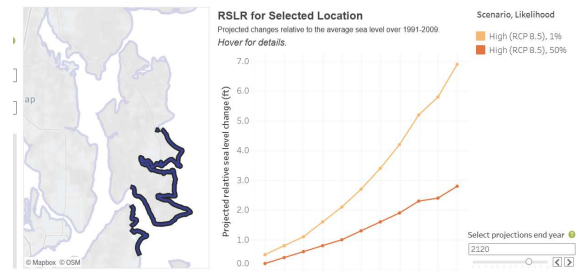 RSLR for Selected Location
Projected changes relative to the average sea level over 1991-2009.
Hover for details.
Scenario, Likelihood
High (RCP 8.5), 1%
High (RCP 8.5), 50%
ap
Projected relative sea level change (ft)
7.0
6.0
5.0
4.0
3.0
2.0
1.0
0.0
Select projections end year ?
2120
© Mapbox © OSM